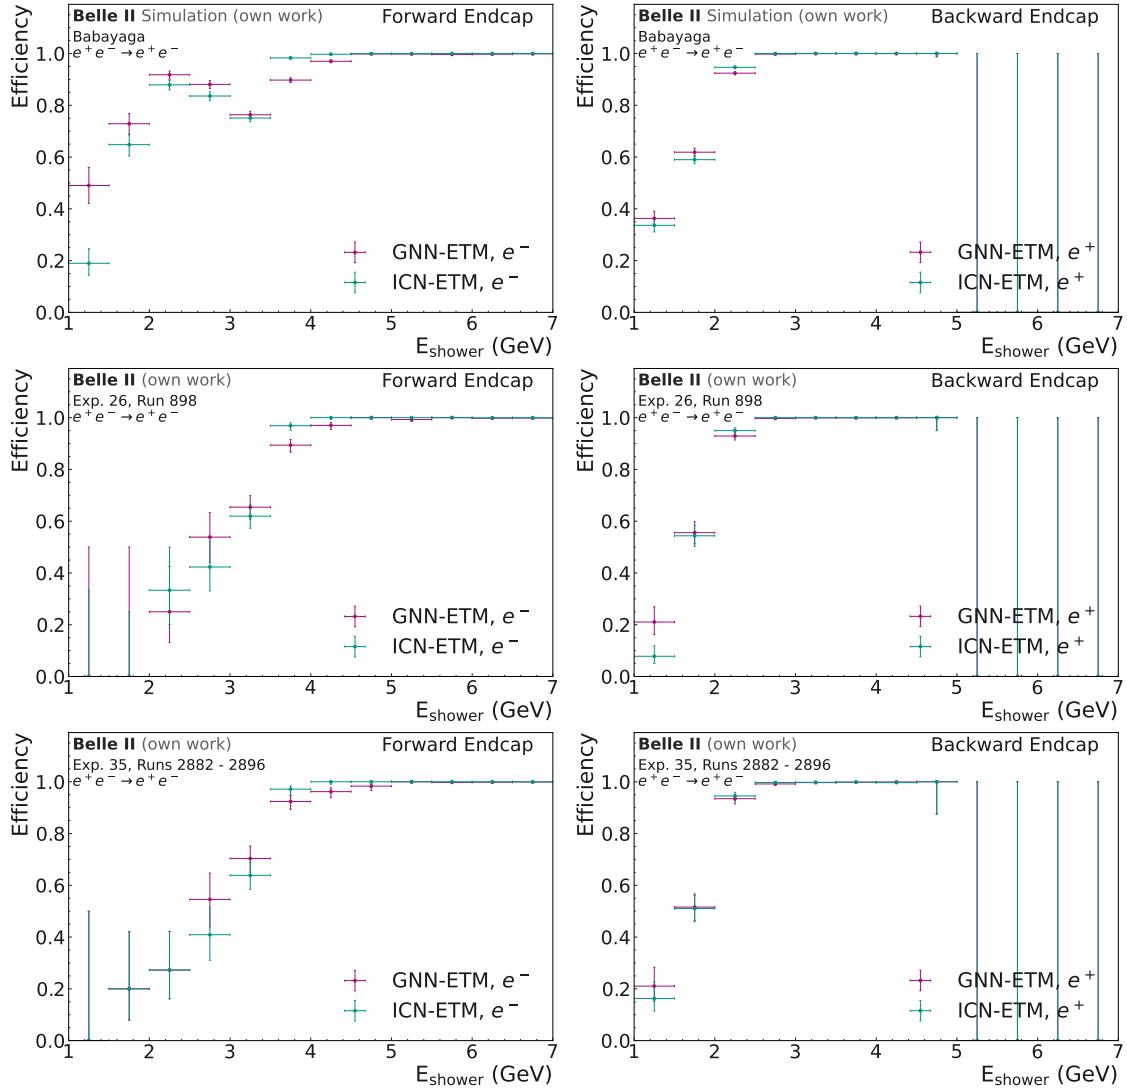 Belle II Simulation (own work)
Forward Endcap
Babayaga
e⁺e⁻→e⁺e⁻
Efficiency
1.0
0.8
0.6
0.4
0.2
0.0
GNN-ETM, e⁻
ICN-ETM, e⁻
1 2 3 4 5 6 7
E_shower (GeV)
Belle II Simulation (own work)
Backward Endcap
Babayaga
e⁺e⁻→e⁺e⁻
Efficiency
1.0
0.8
0.6
0.4
0.2
0.0
GNN-ETM, e⁺
ICN-ETM, e⁺
1 2 3 4 5 6 7
E_shower (GeV)
Belle II (own work)
Forward Endcap
Exp. 26, Run 898
e⁺e⁻→e⁺e⁻
Efficiency
1.0
0.8
0.6
0.4
0.2
0.0
GNN-ETM, e⁻
ICN-ETM, e⁻
1 2 3 4 5 6 7
E_shower (GeV)
Belle II (own work)
Backward Endcap
Exp. 26, Run 898
e⁺e⁻→e⁺e⁻
Efficiency
1.0
0.8
0.6
0.4
0.2
0.0
GNN-ETM, e⁺
ICN-ETM, e⁺
1 2 3 4 5 6 7
E_shower (GeV)
Belle II (own work)
Forward Endcap
Exp. 35, Runs 2882 - 2896
e⁺e⁻→e⁺e⁻
Efficiency
1.0
0.8
0.6
0.4
0.2
0.0
GNN-ETM, e⁻
ICN-ETM, e⁻
1 2 3 4 5 6 7
E_shower (GeV)
Belle II (own work)
Backward Endcap
Exp. 35, Runs 2882 - 2896
e⁺e⁻→e⁺e⁻
Efficiency
1.0
0.8
0.6
0.4
0.2
0.0
GNN-ETM, e⁺
ICN-ETM, e⁺
1 2 3 4 5 6 7
E_shower (GeV)